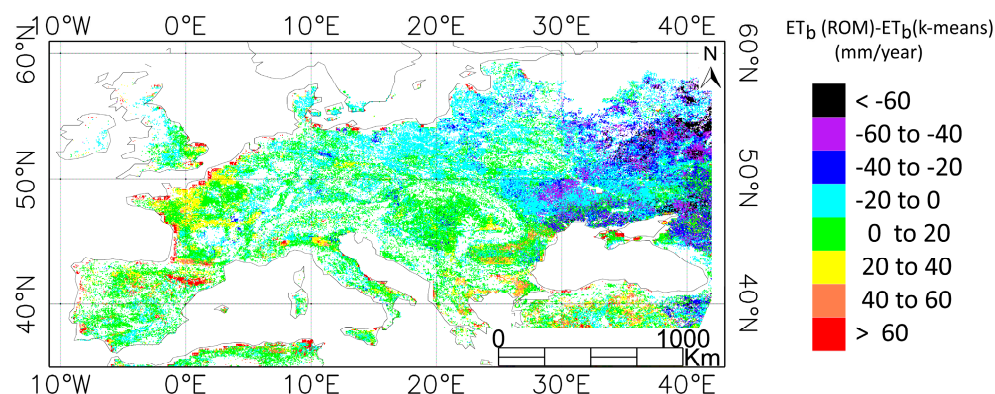 10°W 0°E 10°E 20°E 30°E 40°E
60°N
50°N
40°N
60°N
50°N
40°N
N
0 1000
Km
10°W 0°E 10°E 20°E 30°E 40°E
ETb (ROM)-ETb(k-means)
(mm/year)
< -60
-60 to -40
-40 to -20
-20 to 0
0 to 20
20 to 40
40 to 60
> 60